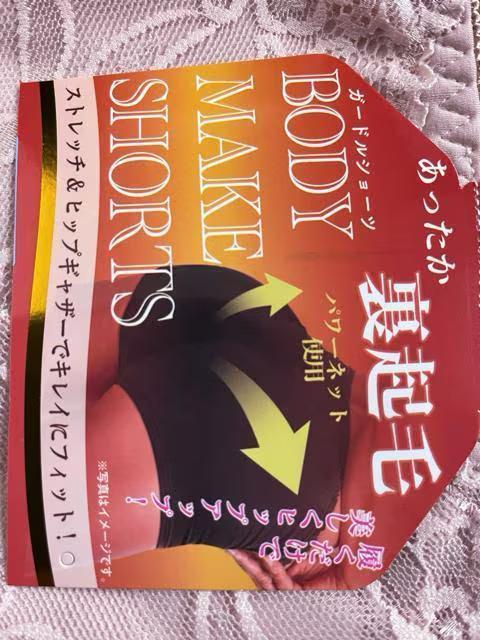 あったか
裏起毛
ガードルショーツ
BODY
MAKE
SHORTS
パワーネット
使用
履くだけで
美しくヒップアップ!
※写真はイメージです。
ストレッチ&ヒップギャザーでキレイにフィット!